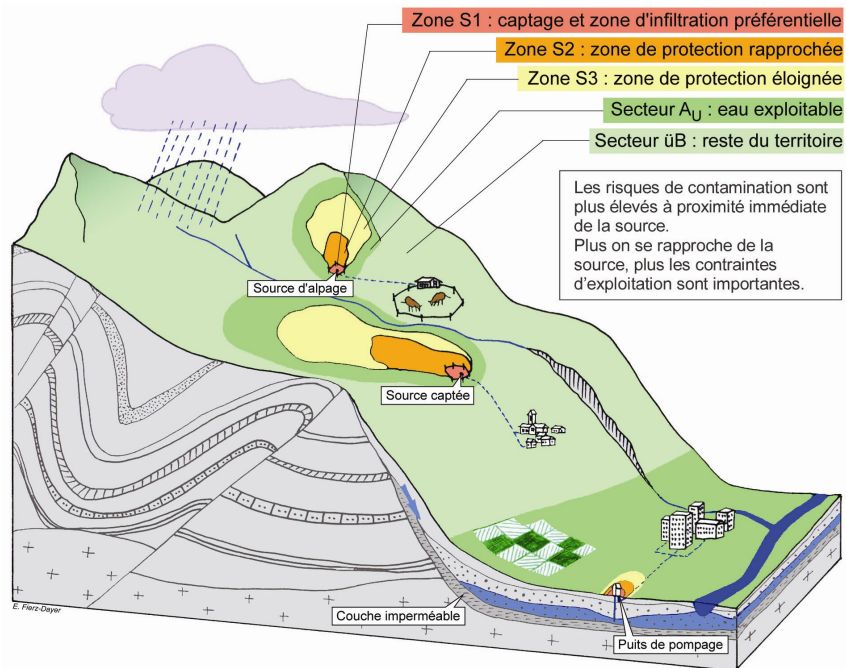 Zone S1 : captage et zone d'infiltration préférentielle
Zone S2 : zone de protection rapprochée
Zone S3 : zone de protection éloignée
Secteur AU : eau exploitable
Secteur üB : reste du territoire
Les risques de contamination sont
plus élevés à proximité immédiate
de la source.
Plus on se rapproche de la
source, plus les contraintes
d'exploitation sont importantes.
Source d'alpage
Source captée
E. Fierz-Dayer
Couche imperméable
Puits de pompage